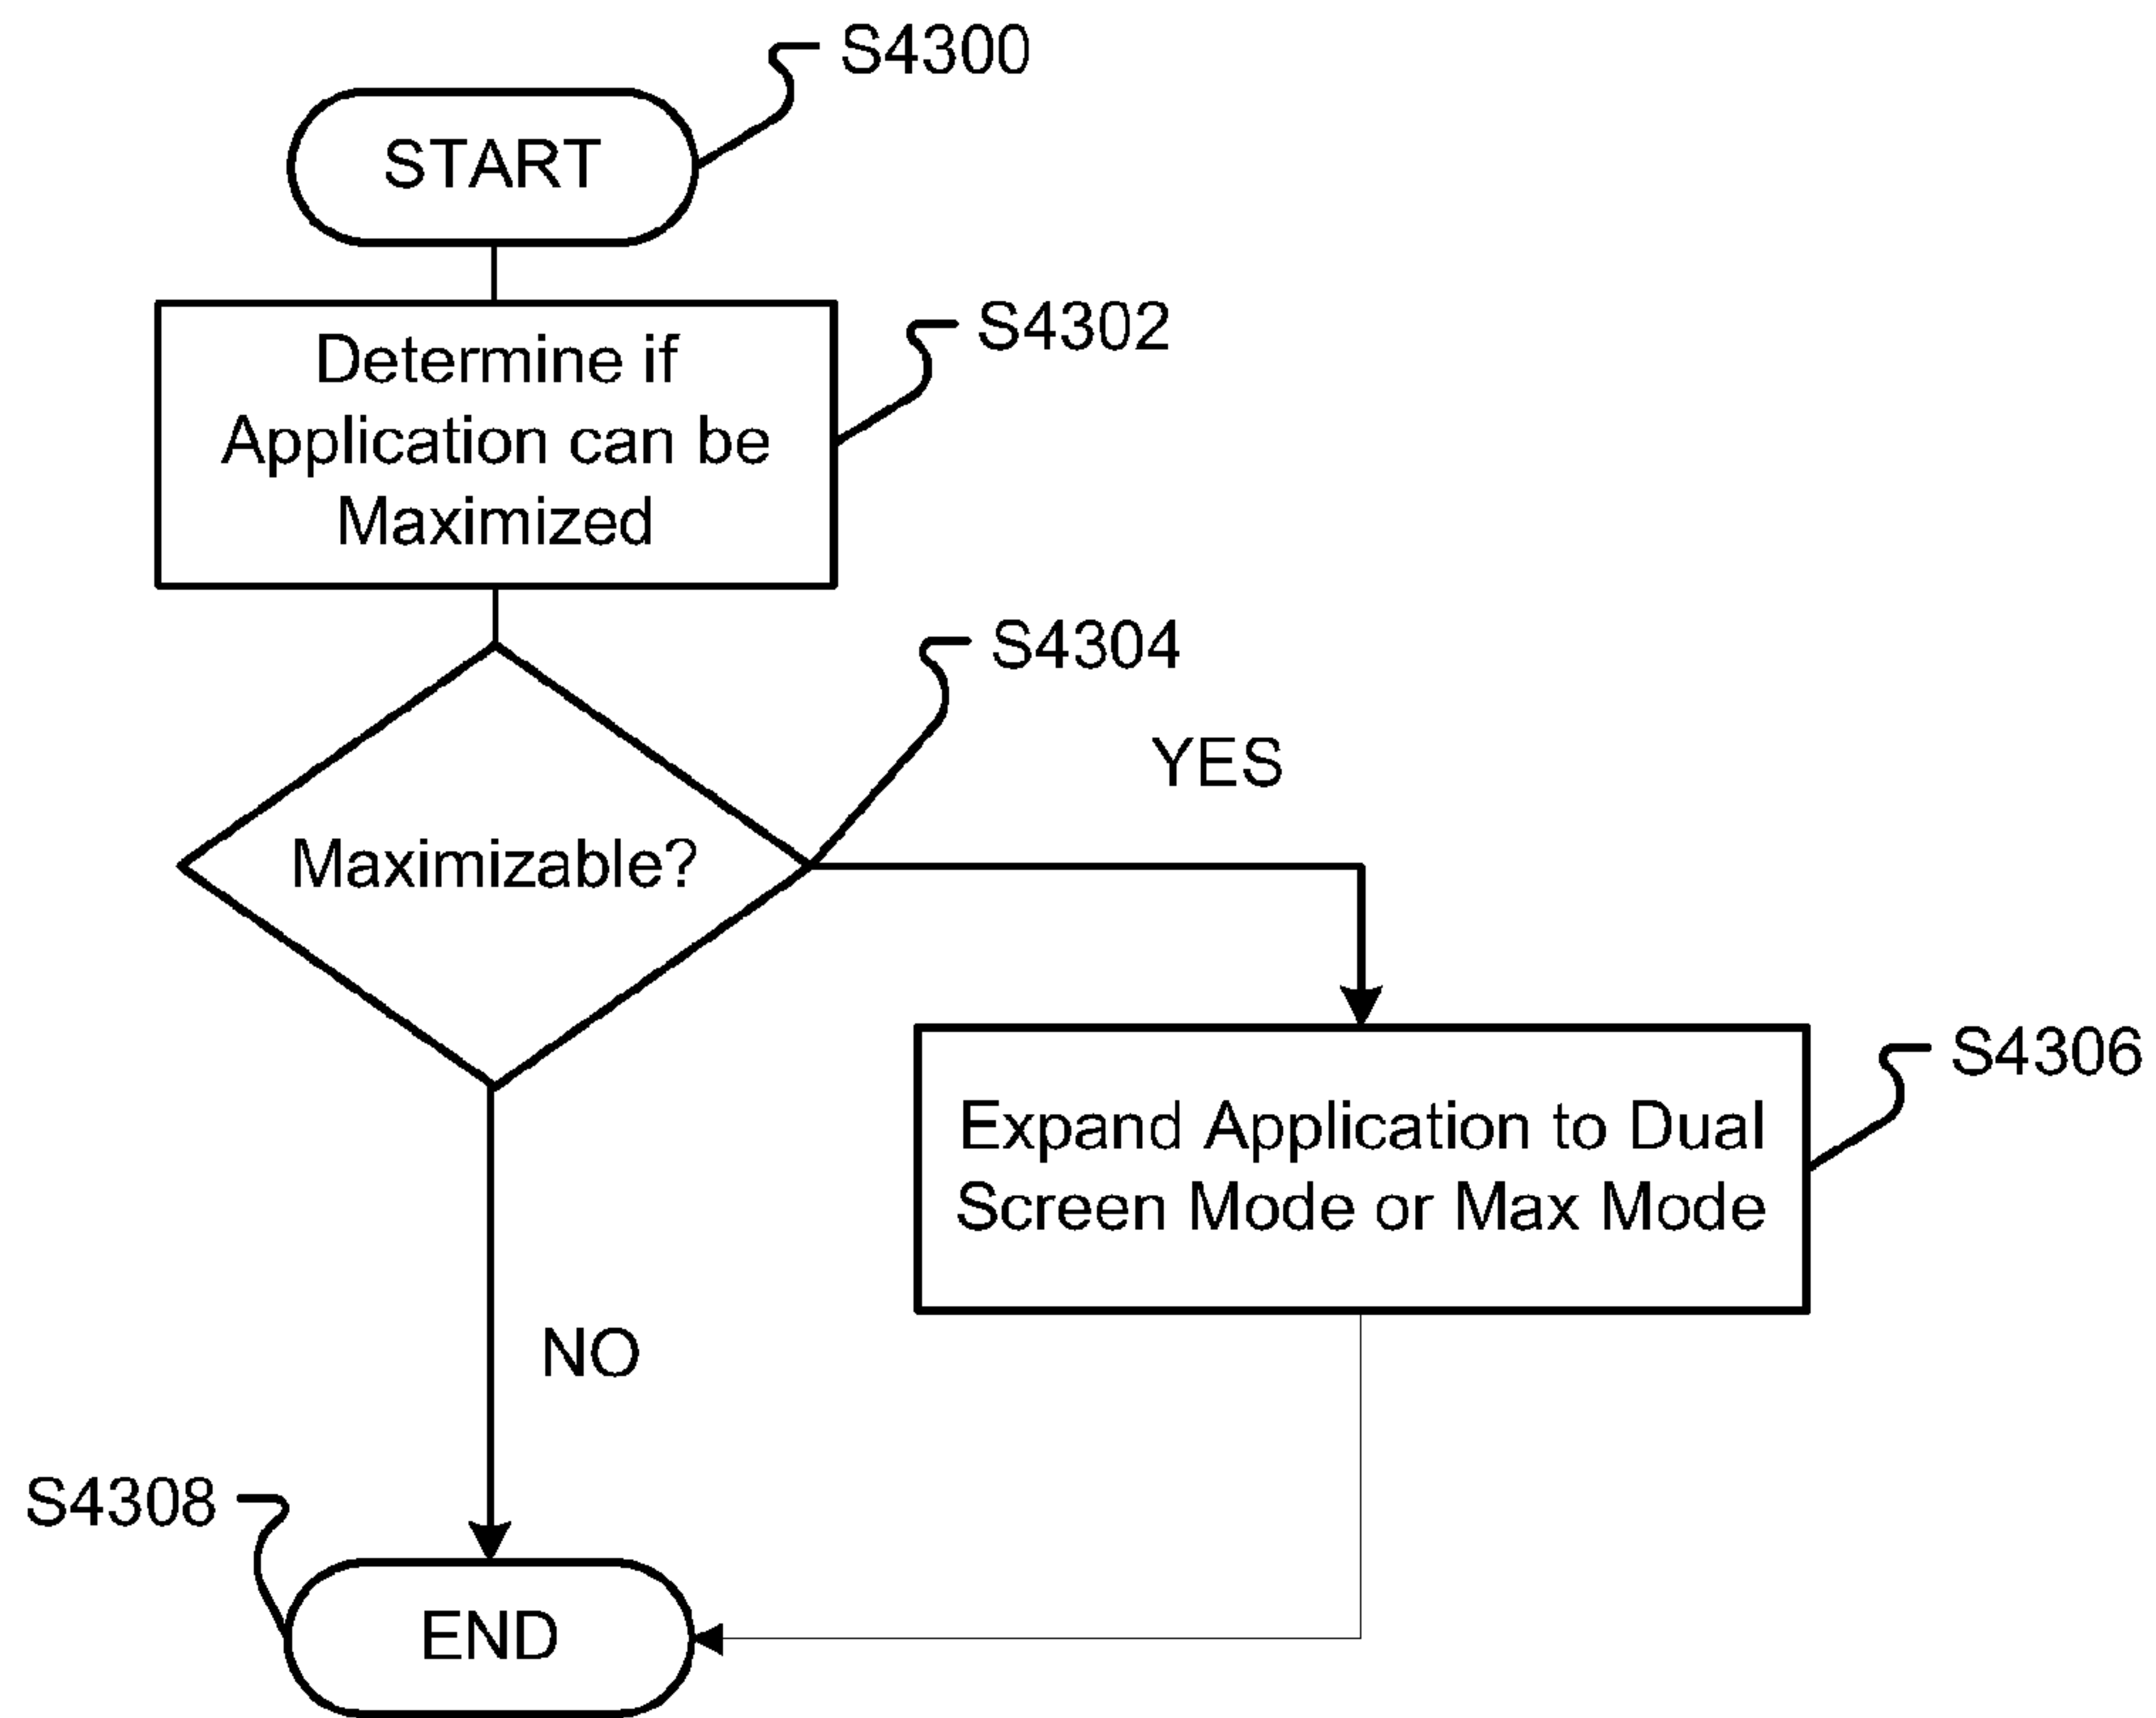 S4300
START
S4302
Determine if
Application can be
Maximized
S4304
YES
Maximizable?
S4306
Expand Application to Dual
Screen Mode or Max Mode
NO
S4308
END